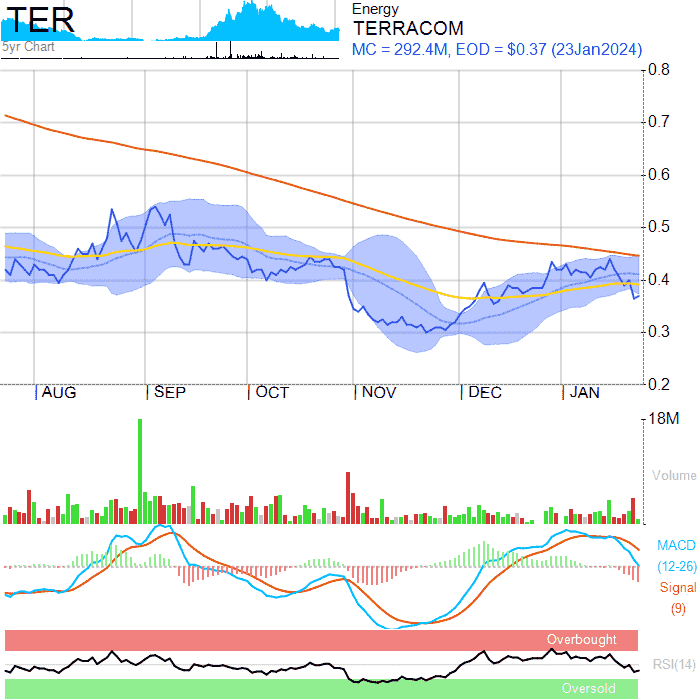 TER
5yr Chart
Energy
TERRACOM
MC = 292.4M, EOD = $0.37 (23Jan2024)
0.8
0.7
0.6
0.5
0.4
0.3
0.2
AUG SEP OCT NOV DEC JAN
18M
Volume
MACD
(12-26)
Signal
(9)
Overbought
RSI(14)
Oversold